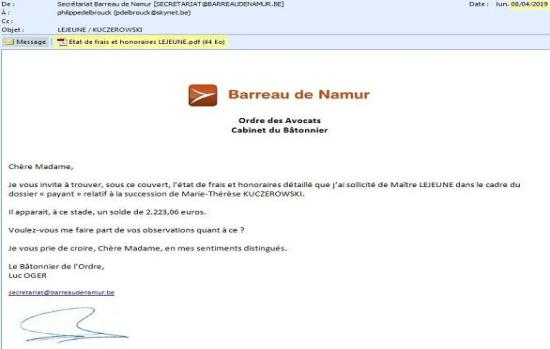 De : Secrétariat Barreau de Namur [SECRETARIAT@BARREAUDENAMUR.BE] Date : lun. 08/04/2019
À : philippedelbrouck (pdelbrouck@skynet.be)
Cc :
Objet : LEJEUNE / KUCZEROWSKI
Message Etat de frais et honoraires LEJEUNE.pdf (44 Ko)
Barreau de Namur
Ordre des Avocats
Cabinet du Bâtonnier
Chère Madame,
Je vous invite à trouver, sous ce couvert, l'état de frais et honoraires détaillé que j'ai sollicité de Maître LEJEUNE dans le cadre du
dossier « payant » relatif à la succession de Marie-Thérèse KUCZEROWSKI.
Il apparait, à ce stade, un solde de 2.223,06 euros.
Voulez-vous me faire part de vos observations quant à ce ?
Je vous prie de croire, Chère Madame, en mes sentiments distingués.
Le Bâtonnier de l'Ordre,
Luc OGER
secretariat@barreaudenamur.be